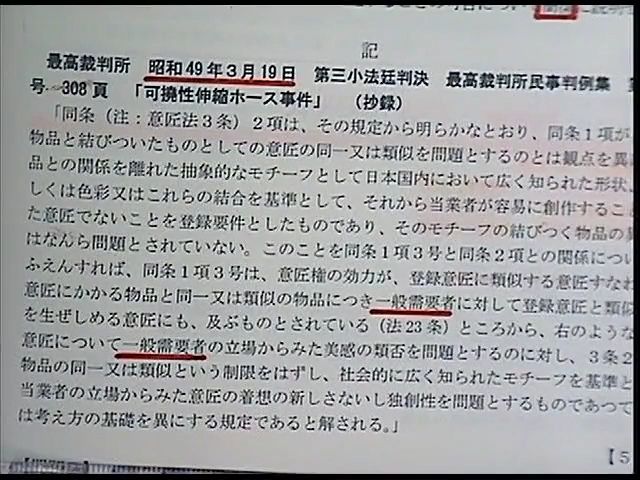 記
最高裁判所 昭和49年3月19日 第三小法廷判決 最高裁判所民事判例集
号 308頁 「可撓性伸縮ホース事件」 (抄録)
「同条(注:意匠法3条)2項は、その規定から明らかなとおり、同条1項が
物品と結びついたものとしての意匠の同一又は類似を問題とするのとは観点を異
品との関係を離れた抽象的なモチーフとして日本国内において広く知られた形状
しくは色彩又はこれらの結合を基準として、それから当業者が容易に創作するこ
た意匠でないことを登録要件としたものであり、そのモチーフの結びつく物品の異
はなんら問題とされていない。このことを同条1項3号と同条2項との関係につい
ふえんすれば、同条1項3号は、意匠権の効力が、登録意匠に類似する意匠すなわ
意匠にかかる物品と同一又は類似の物品につき一般需要者に対して登録意匠と類似
を生ぜしめる意匠にも、及ぶものとされている(法23条)ところから、右のような
意匠について一般需要者の立場からみた美感の類否を問題とするのに対し、3条2
物品の同一又は類似という制限をはずし、社会的に広く知られたモチーフを基準と
当業者の立場からみた意匠の着想の新しさないし独創性を問題とするものであつて
は考え方の基礎を異にする規定であると解される。」
【5